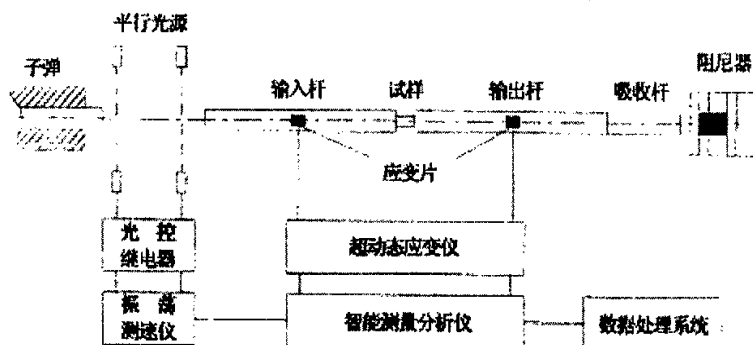 平行光源
子弹
输入杆
试样
输出杆
吸收杆
阻尼器
应变片
光 控
继电器
超动态应变仪
振 荡
测速仪
智能测量分析仪
数据处理系统